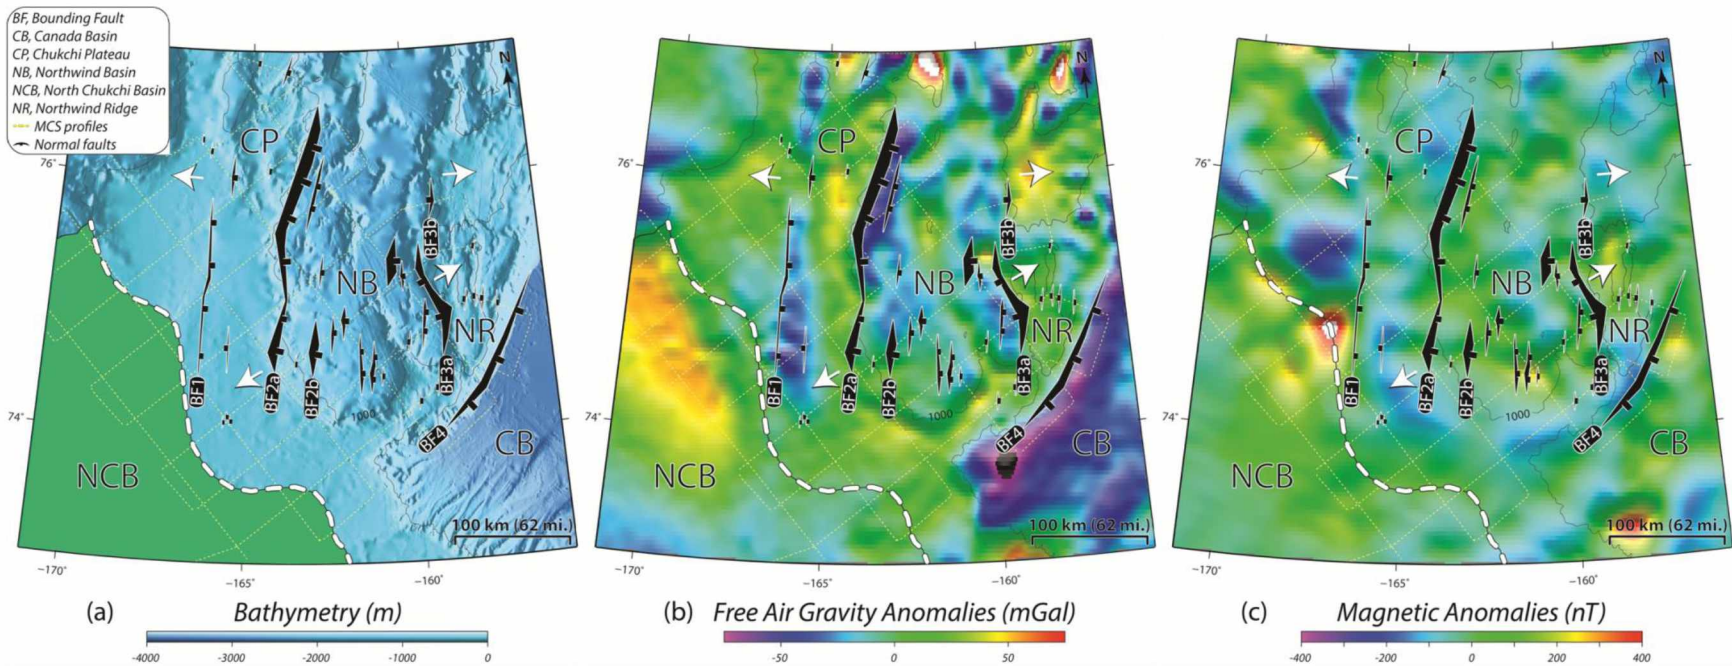 BF, Bounding Fault
CB, Canada Basin
CP, Chukchi Plateau
NB, Northwind Basin
NCB, North Chukchi Basin
NR, Northwind Ridge
MCS profiles
Normal faults
N
CP
76°
BF3b
NB
NR
BF1
BF2a
BF2b
BF3a
74°
1000
BF4
CB
NCB
100 km (62 mi.)
−170°
−165°
−160°
(a) Bathymetry (m)
-4000 -3000 -2000 -1000 0
N
CP
76°
BF3b
NB
NR
BF1
BF2a
BF2b
BF3a
74°
1000
BF4
CB
NCB
100 km (62 mi.)
−170°
−165°
−160°
(b) Free Air Gravity Anomalies (mGal)
-50 0 50
N
CP
76°
BF3b
NB
NR
BF1
BF2a
BF2b
BF3a
74°
1000
BF4
CB
NCB
100 km (62 mi.)
−170°
−165°
−160°
(c) Magnetic Anomalies (nT)
-400 -200 0 200 400